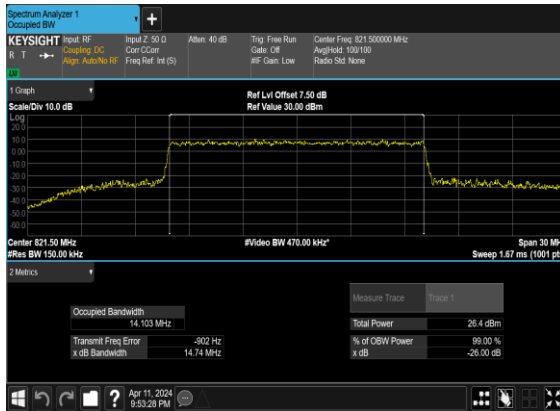 Spectrum Analyzer 1
Occupied BW
KEYSIGHT Input: RF Input Z: 50 Ω Atten: 40 dB Trig: Free Run Center Freq: 821.500000 MHz
R T Coupling: DC Corr CCorr Gate: Off Avg|Hold: 100/100
Align: Auto/No RF Freq Ref: Int (S) #IF Gain: Low Radio Std: None
LXI
1 Graph
Ref Lvl Offset 7.50 dB
Scale/Div 10.0 dB Ref Value 30.00 dBm
Log
20.0
10.0
0.00
-10.0
-20.0
-30.0
-40.0
-50.0
-60.0
Center 821.50 MHz #Video BW 470.00 kHz* Span 30 MH
#Res BW 150.00 kHz Sweep 1.67 ms (1001 pt
2 Metrics
Measure Trace Trace 1
Occupied Bandwidth
14.103 MHz Total Power 26.4 dBm
Transmit Freq Error -902 Hz % of OBW Power 99.00 %
x dB Bandwidth 14.74 MHz x dB -26.00 dB
? Apr 11, 2024
9:53:28 PM